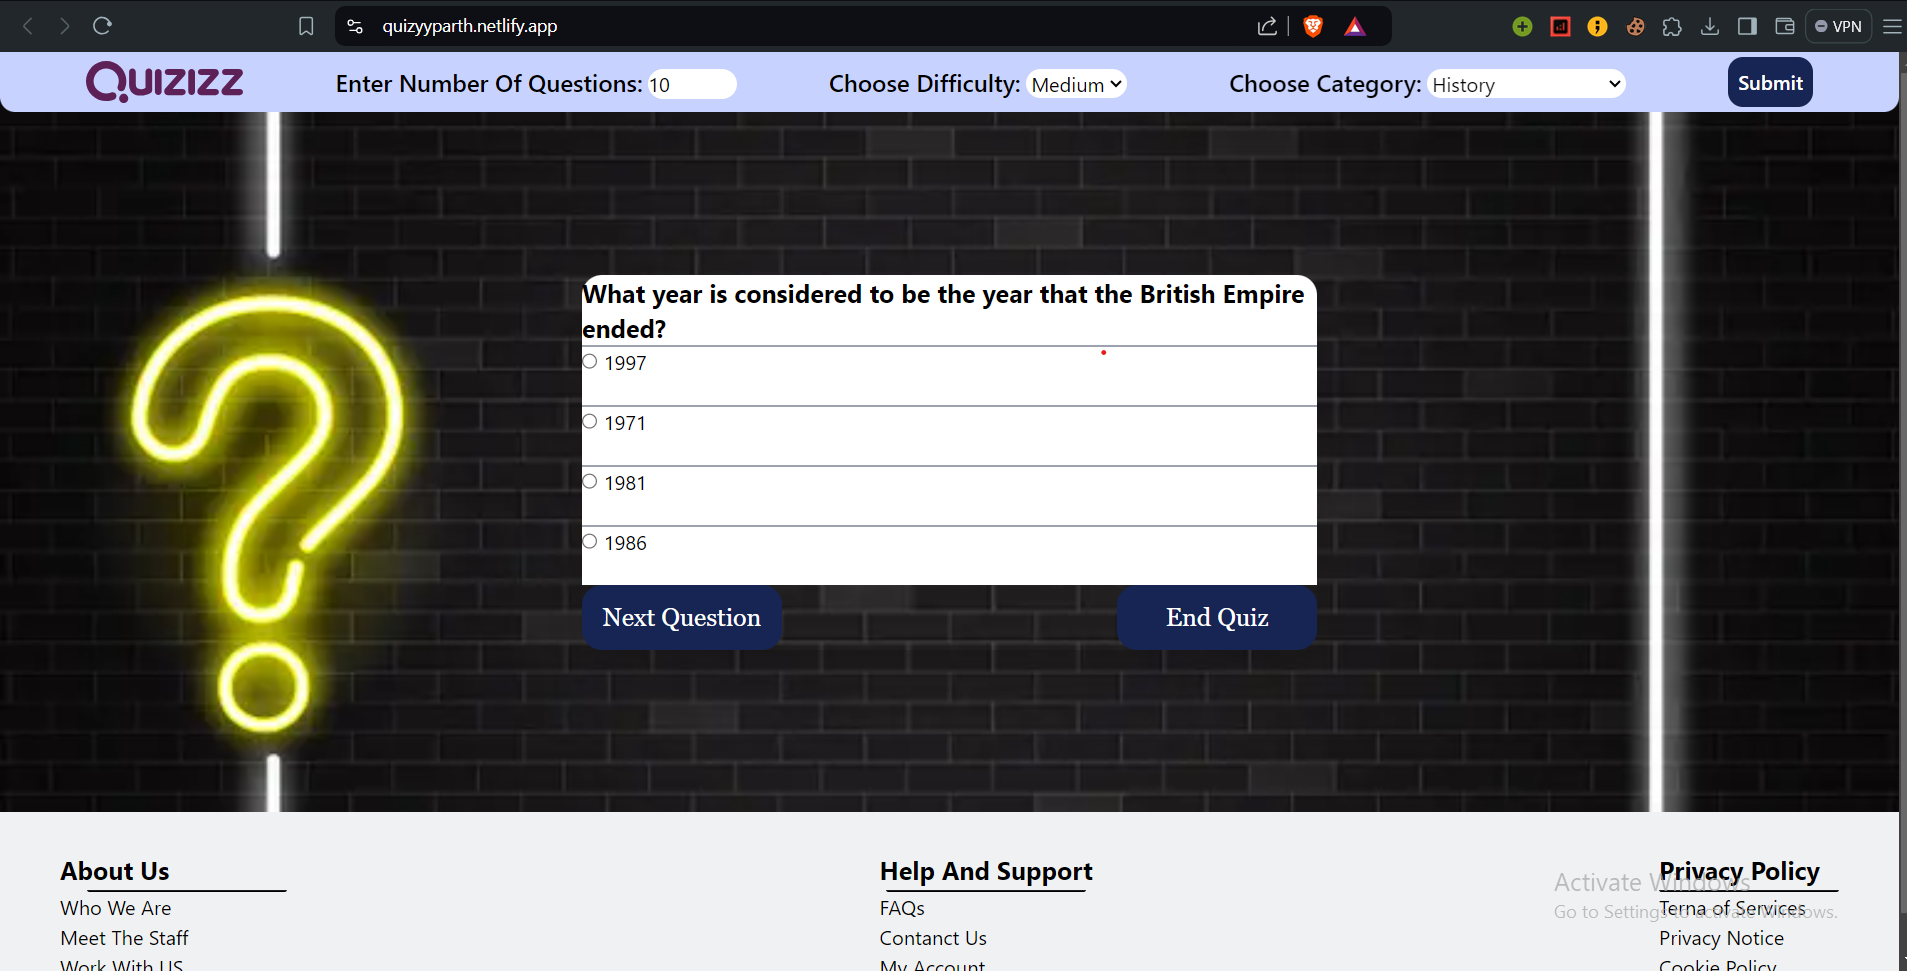 quizyyparth.netlify.app
VPN
Quizizz
Enter Number Of Questions: 10
Choose Difficulty: Medium
Choose Category: History
Submit
What year is considered to be the year that the British Empire
ended?
1997
1971
1981
1986
Next Question
End Quiz
About Us
Who We Are
Meet The Staff
Work With US
Help And Support
FAQs
Contanct Us
My Account
Privacy Policy
Terna of Services
Privacy Notice
Cookie Policy
Activate Windows
Go to Settings to activate Windows.